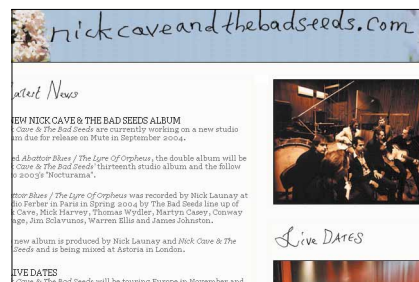 nickcaveandthebadseeds.com
Latest News
NEW NICK CAVE & THE BAD SEEDS ALBUM
Cave & The Bad Seeds are currently working on a new studio
um due for release on Mute in September 2004.
ed Abattoir Blues / The Lyre Of Orpheus, the double album will be
Cave & The Bad Seeds' thirteenth studio album and the follow
to 2003's "Nocturama".
ttoir Blues / The Lyre Of Orpheus was recorded by Nick Launay at
dio Ferber in Paris in Spring 2004 by The Bad Seeds line up of
k Cave, Mick Harvey, Thomas Wydler, Martyn Casey, Conway
age, Jim Sclavunos, Warren Ellis and James Johnston.
new album is produced by Nick Launay and Nick Cave & The
Seeds and is being mixed at Astoria in London.
LIVE DATES
Cave & The Bad Seeds will be touring Europe in November and
Live DATES